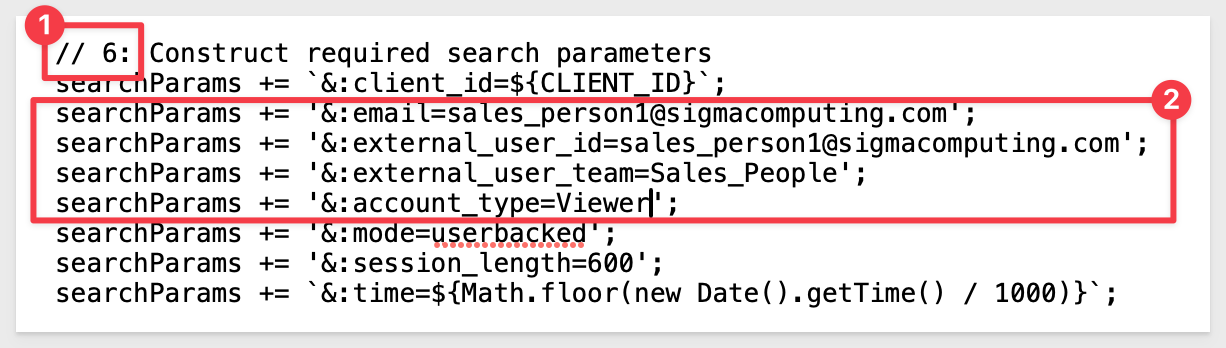 1
// 6: Construct required search parameters
searchParams += `&:client_id=${CLIENT_ID}`;
2
searchParams += '&:email=sales_person1@sigmacomputing.com';
searchParams += '&:external_user_id=sales_person1@sigmacomputing.com';
searchParams += '&:external_user_team=Sales_People';
searchParams += '&:account_type=Viewer';
searchParams += '&:mode=userbacked';
searchParams += '&:session_length=600';
searchParams += `&:time=${Math.floor(new Date().getTime() / 1000)}`;